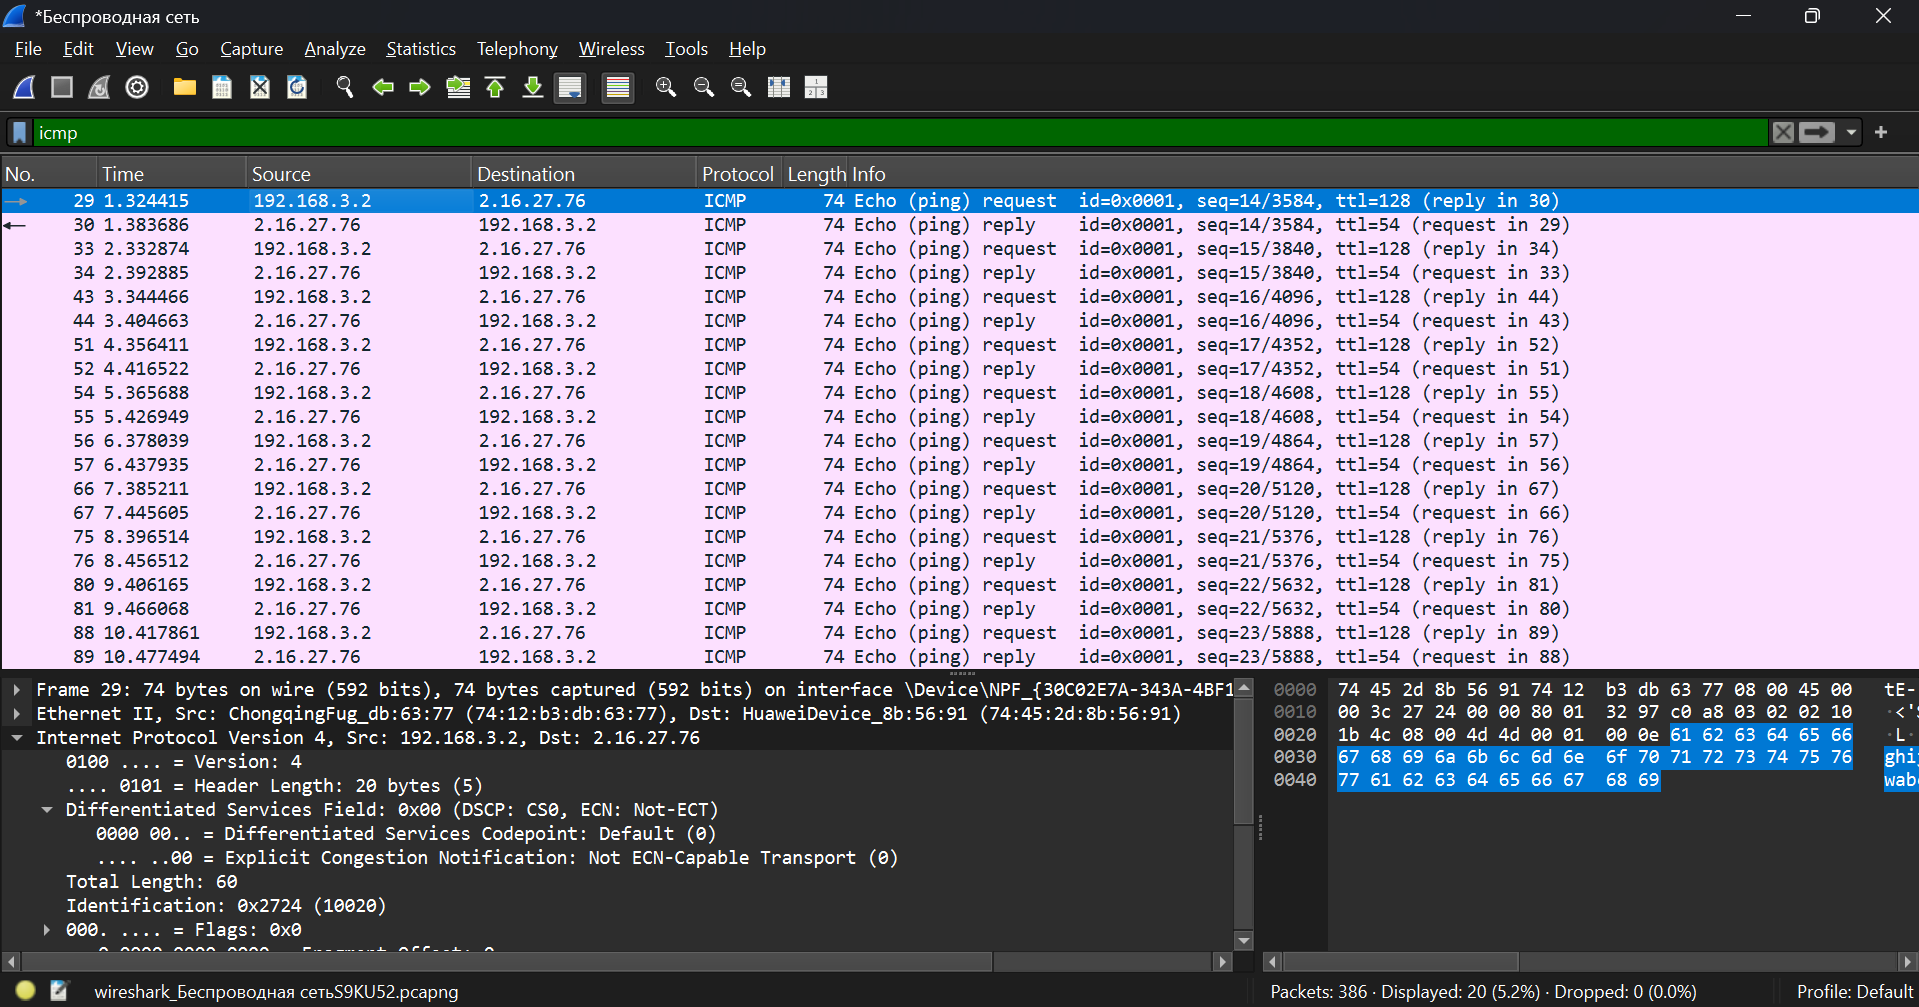 *Беспроводная сеть
File Edit View Go Capture Analyze Statistics Telephony Wireless Tools Help
icmp
No. Time Source Destination Protocol Length Info
29 1.324415 192.168.3.2 2.16.27.76 ICMP 74 Echo (ping) request id=0x0001, seq=14/3584, ttl=128 (reply in 30)
30 1.383686 2.16.27.76 192.168.3.2 ICMP 74 Echo (ping) reply id=0x0001, seq=14/3584, ttl=54 (request in 29)
33 2.332874 192.168.3.2 2.16.27.76 ICMP 74 Echo (ping) request id=0x0001, seq=15/3840, ttl=128 (reply in 34)
34 2.392885 2.16.27.76 192.168.3.2 ICMP 74 Echo (ping) reply id=0x0001, seq=15/3840, ttl=54 (request in 33)
43 3.344466 192.168.3.2 2.16.27.76 ICMP 74 Echo (ping) request id=0x0001, seq=16/4096, ttl=128 (reply in 44)
44 3.404663 2.16.27.76 192.168.3.2 ICMP 74 Echo (ping) reply id=0x0001, seq=16/4096, ttl=54 (request in 43)
51 4.356411 192.168.3.2 2.16.27.76 ICMP 74 Echo (ping) request id=0x0001, seq=17/4352, ttl=128 (reply in 52)
52 4.416522 2.16.27.76 192.168.3.2 ICMP 74 Echo (ping) reply id=0x0001, seq=17/4352, ttl=54 (request in 51)
54 5.365688 192.168.3.2 2.16.27.76 ICMP 74 Echo (ping) request id=0x0001, seq=18/4608, ttl=128 (reply in 55)
55 5.426949 2.16.27.76 192.168.3.2 ICMP 74 Echo (ping) reply id=0x0001, seq=18/4608, ttl=54 (request in 54)
56 6.378039 192.168.3.2 2.16.27.76 ICMP 74 Echo (ping) request id=0x0001, seq=19/4864, ttl=128 (reply in 57)
57 6.437935 2.16.27.76 192.168.3.2 ICMP 74 Echo (ping) reply id=0x0001, seq=19/4864, ttl=54 (request in 56)
66 7.385211 192.168.3.2 2.16.27.76 ICMP 74 Echo (ping) request id=0x0001, seq=20/5120, ttl=128 (reply in 67)
67 7.445605 2.16.27.76 192.168.3.2 ICMP 74 Echo (ping) reply id=0x0001, seq=20/5120, ttl=54 (request in 66)
75 8.396514 192.168.3.2 2.16.27.76 ICMP 74 Echo (ping) request id=0x0001, seq=21/5376, ttl=128 (reply in 76)
76 8.456512 2.16.27.76 192.168.3.2 ICMP 74 Echo (ping) reply id=0x0001, seq=21/5376, ttl=54 (request in 75)
80 9.406165 192.168.3.2 2.16.27.76 ICMP 74 Echo (ping) request id=0x0001, seq=22/5632, ttl=128 (reply in 81)
81 9.466068 2.16.27.76 192.168.3.2 ICMP 74 Echo (ping) reply id=0x0001, seq=22/5632, ttl=54 (request in 80)
88 10.417861 192.168.3.2 2.16.27.76 ICMP 74 Echo (ping) request id=0x0001, seq=23/5888, ttl=128 (reply in 89)
89 10.477494 2.16.27.76 192.168.3.2 ICMP 74 Echo (ping) reply id=0x0001, seq=23/5888, ttl=54 (request in 88)
Frame 29: 74 bytes on wire (592 bits), 74 bytes captured (592 bits) on interface \Device\NPF_{30C02E7A-343A-4BF1
Ethernet II, Src: ChongqingFug_db:63:77 (74:12:b3:db:63:77), Dst: HuaweiDevice_8b:56:91 (74:45:2d:8b:56:91)
Internet Protocol Version 4, Src: 192.168.3.2, Dst: 2.16.27.76
0100 .... = Version: 4
.... 0101 = Header Length: 20 bytes (5)
Differentiated Services Field: 0x00 (DSCP: CS0, ECN: Not-ECT)
0000 00.. = Differentiated Services Codepoint: Default (0)
.... ..00 = Explicit Congestion Notification: Not ECN-Capable Transport (0)
Total Length: 60
Identification: 0x2724 (10020)
000. .... = Flags: 0x0
0000 74 45 2d 8b 56 91 74 12 b3 db 63 77 08 00 45 00 tE-
0010 00 3c 27 24 00 00 80 01 32 97 c0 a8 03 02 02 10 ·<'
0020 1b 4c 08 00 4d 4d 00 01 00 0e 61 62 63 64 65 66 ·L·
0030 67 68 69 6a 6b 6c 6d 6e 6f 70 71 72 73 74 75 76 ghi
0040 77 61 62 63 64 65 66 67 68 69 wab
wireshark_Беспроводная сетьS9KU52.pcapng
Packets: 386 · Displayed: 20 (5.2%) · Dropped: 0 (0.0%)
Profile: Default